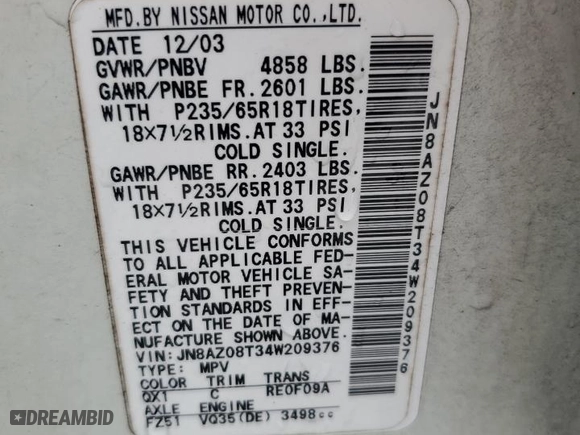 MFD.BY NISSAN MOTOR CO.,LTD.
DATE 12/03
GVWR/PNBV 4858 LBS.
GAWR/PNBE FR. 2601 LBS.
WITH P235/65R18TIRES,
18×7½RIMS. AT 33 PSI
COLD SINGLE.
GAWR/PNBE RR. 2403 LBS.
WITH P235/65R18TIRES,
18×7½RIMS. AT 33 PSI
COLD SINGLE.
THIS VEHICLE CONFORMS
TO ALL APPLICABLE FED-
ERAL MOTOR VEHICLE SA-
FETY AND THEFT PREVEN-
TION STANDARDS IN EFF-
ECT ON THE DATE OF MA-
NUFACTURE SHOWN ABOVE.
VIN: JN8AZ08T34W209376
TYPE: MPV
COLOR TRIM TRANS
QX1 C RE0F09A
AXLE ENGINE
FZ51 VQ35(DE) 3498cc
JN8AZ08T34W209376
DREAMBID